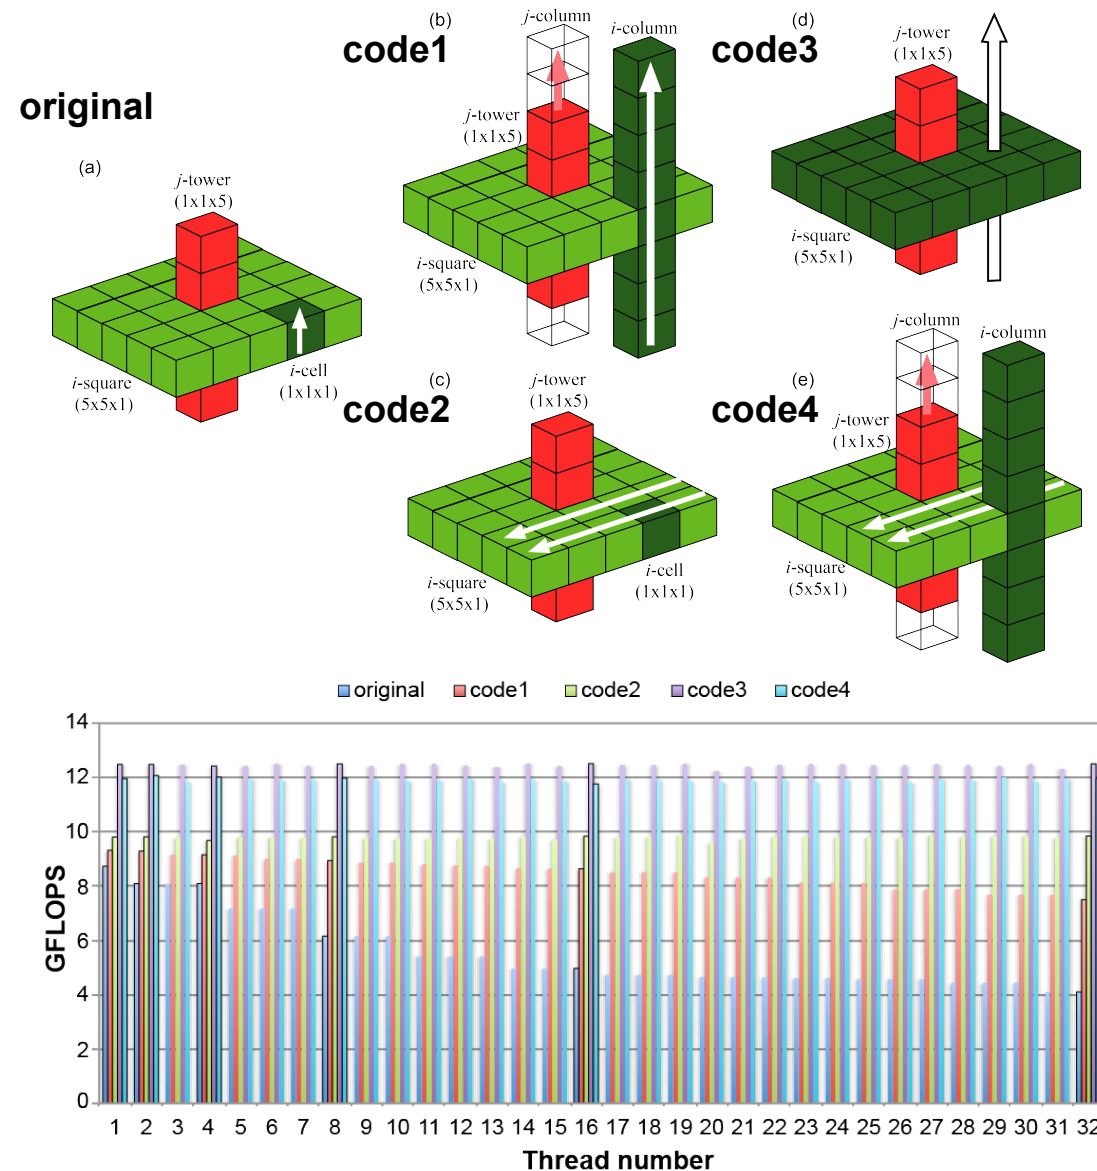 original
(a)
j-tower
(1x1x5)
i-square
(5x5x1)
i-cell
(1x1x1)
(b)
code1
j-column
i-column
j-tower
(1x1x5)
i-square
(5x5x1)
(c)
code2
j-tower
(1x1x5)
i-square
(5x5x1)
i-cell
(1x1x1)
(d)
code3
j-tower
(1x1x5)
i-square
(5x5x1)
(e)
code4
j-column
i-column
j-tower
(1x1x5)
i-square
(5x5x1)
original code1 code2 code3 code4
GFLOPS
14
12
10
8
6
4
2
0
1 2 3 4 5 6 7 8 9 10 11 12 13 14 15 16 17 18 19 20 21 22 23 24 25 26 27 28 29 30 31 32
Thread number